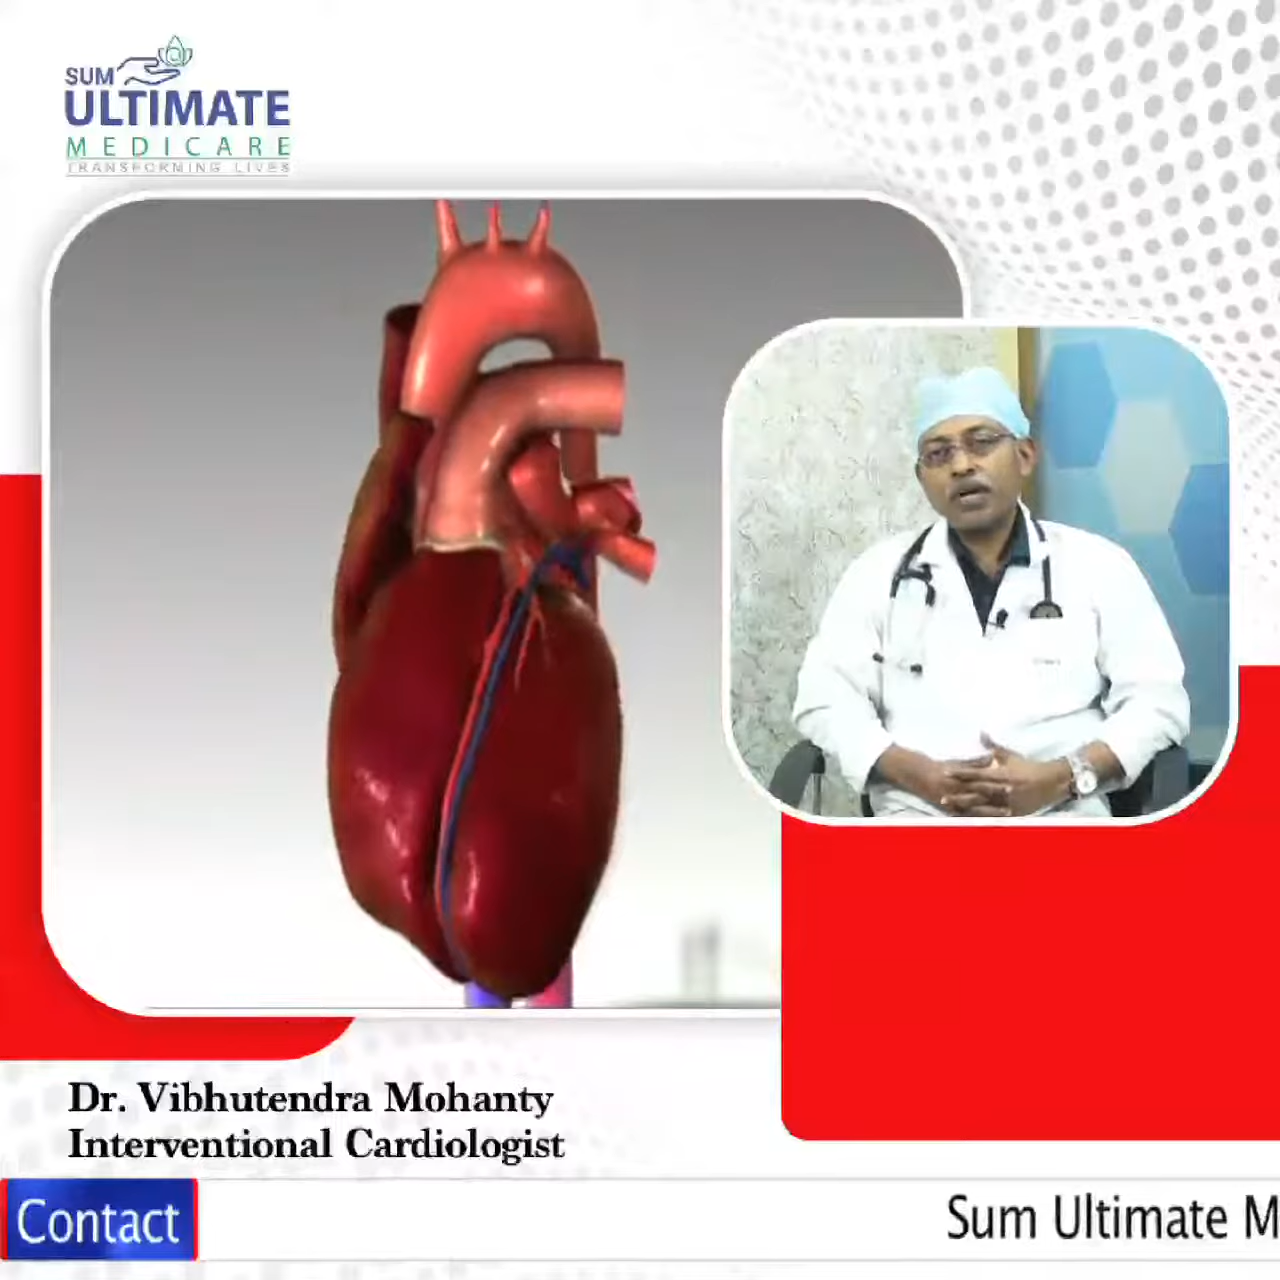 SUM
ULTIMATE
MEDICARE
TRANSFORMING LIVES
Dr. Vibhutendra Mohanty
Interventional Cardiologist
Contact
Sum Ultimate M